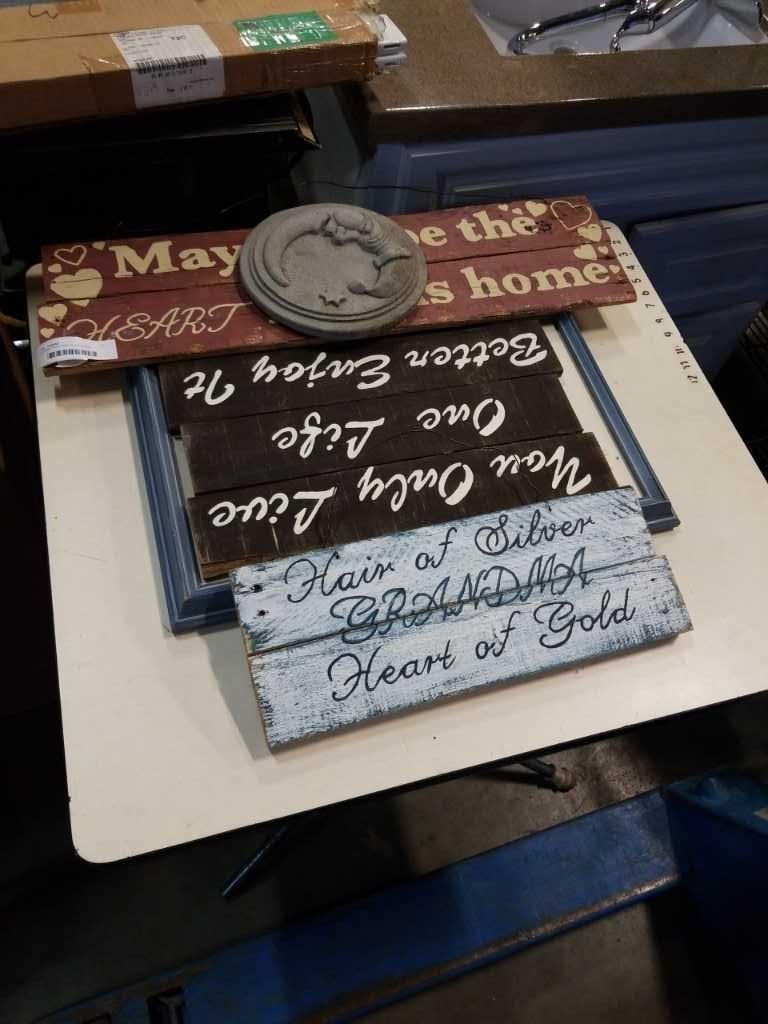 May be the
HEART is home
You Only Live
One Life
Better Enjoy It
Hair of Silver
GRANDMA
Heart of Gold